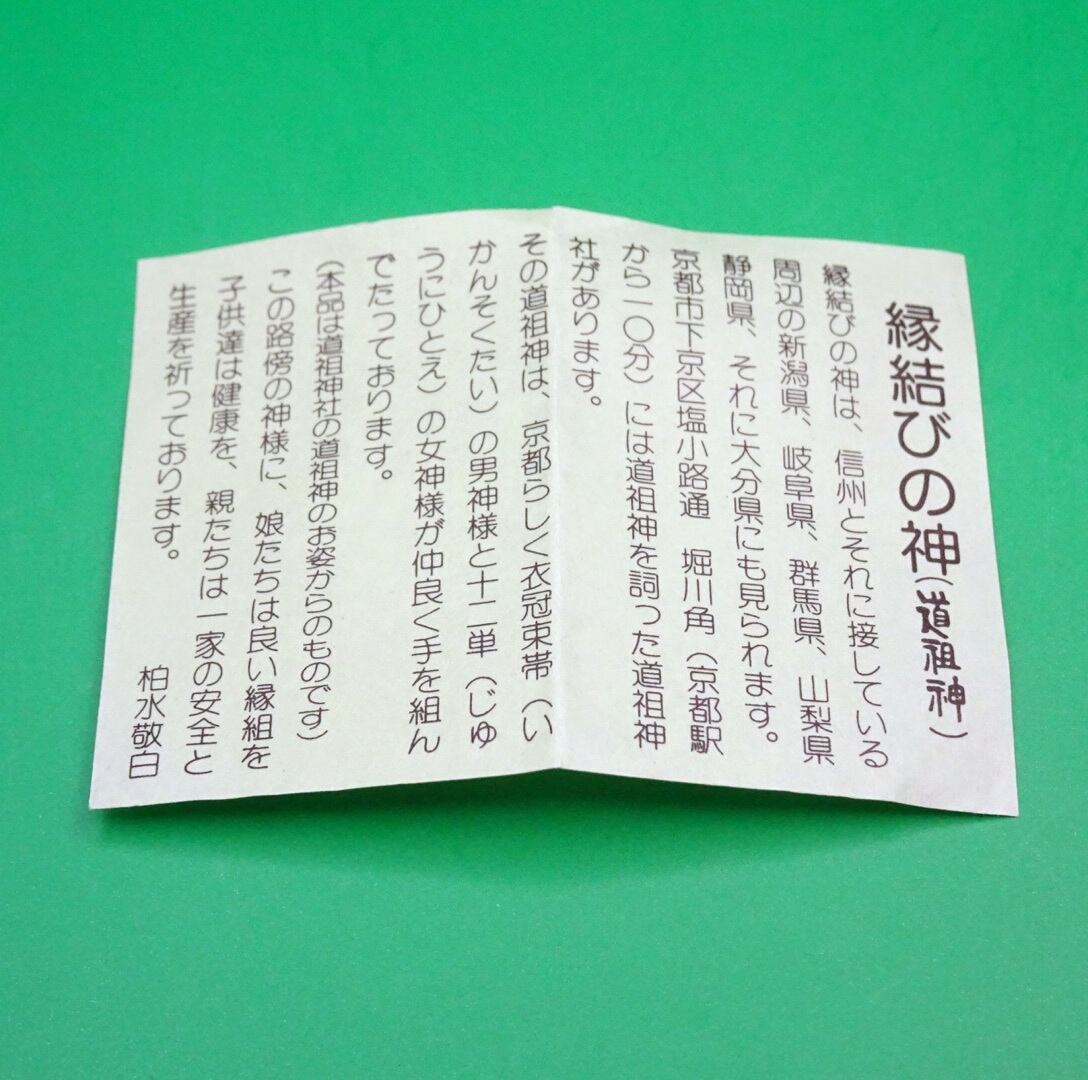 縁結びの神(道祖神)
縁結びの神は、信州とそれに接している
周辺の新潟県、岐阜県、群馬県、山梨県
静岡県、それに大分県にも見られます。
京都市下京区塩小路通　堀川角(京都駅
から一〇分)には道祖神を詞った道祖神
社があります。
その道祖神は、京都らしく衣冠束帯(い
かんそくたい)の男神様と十二単(じゅ
うにひとえ)の女神様が仲良く手を組ん
でたっております。
(本品は道祖神社の道祖神のお姿からのものです)
この路傍の神様に、娘たちは良い縁組を
子供達は健康を、親たちは一家の安全と
生産を祈っております。
柏水敬白